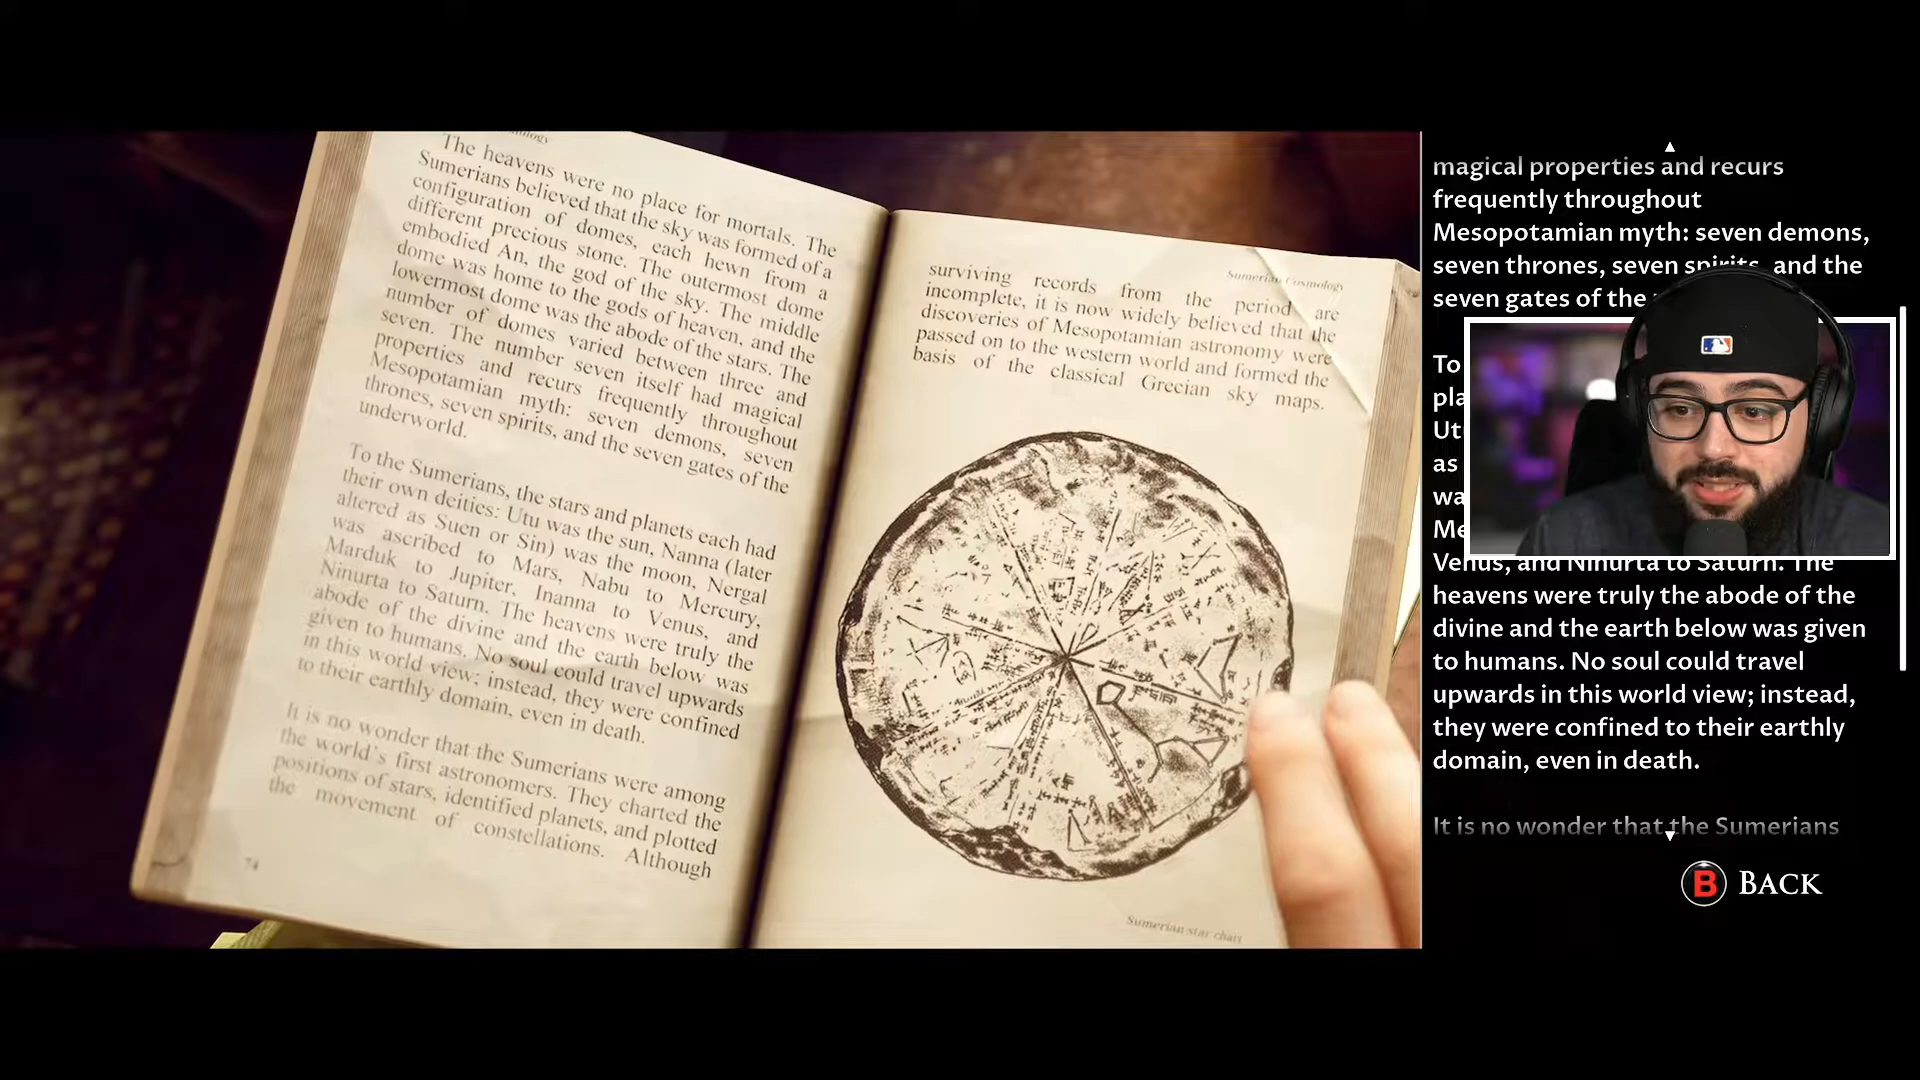 The heavens were no place for mortals. The
Sumerians believed that the sky was formed of a
configuration of domes, each hewn from a
different precious stone. The outermost dome
embodied An, the god of the sky. The middle
dome was home to the gods of heaven, and the
lowermost dome was the abode of the stars. The
number of domes varied between three and
seven. The number seven itself had magical
properties and recurs frequently throughout
Mesopotamian myth: seven demons, seven
thrones, seven spirits, and the seven gates of the
underworld.
To the Sumerians, the stars and planets each had
their own deities: Utu was the sun, Nanna (later
altered as Suen or Sin) was the moon, Nergal
was ascribed to Mars, Nabu to Mercury,
Marduk to Jupiter, Inanna to Venus, and
Ninurta to Saturn. The heavens were truly the
abode of the divine and the earth below was
given to humans. No soul could travel upwards
in this world view; instead, they were confined
to their earthly domain, even in death.
It is no wonder that the Sumerians were among
the world's first astronomers. They charted the
positions of stars, identified planets, and plotted
the movement of constellations. Although
74
Sumerian Cosmology
surviving records from the period are
incomplete, it is now widely believed that the
discoveries of Mesopotamian astronomy were
passed on to the western world and formed the
basis of the classical Grecian sky maps.
Sumerian star chart
magical properties and recurs
frequently throughout
Mesopotamian myth: seven demons,
seven thrones, seven spirits, and the
seven gates of the
To
as
Venus, and Ninurta to Saturn. The
heavens were truly the abode of the
divine and the earth below was given
to humans. No soul could travel
upwards in this world view; instead,
they were confined to their earthly
domain, even in death.
It is no wonder that the Sumerians
B BACK